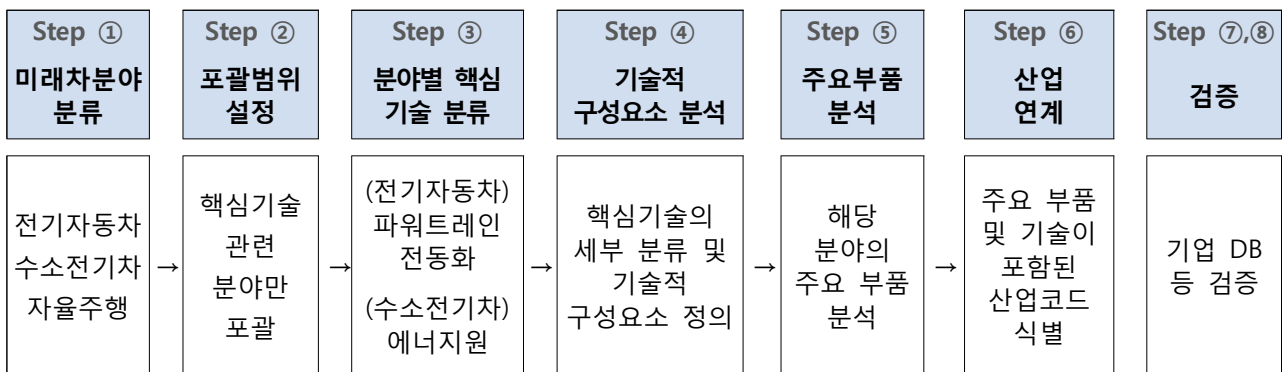 Step ①
미래차분야
분류
Step ②
포괄범위
설정
Step ③
분야별 핵심
기술 분류
Step ④
기술적
구성요소 분석
Step ⑤
주요부품
분석
Step ⑥
산업
연계
Step ⑦,⑧
검증
전기자동차
수소전기차
자율주행
→
핵심기술
관련
분야만
포괄
→
(전기자동차)
파워트레인
전동화
(수소전기차)
에너지원
→
핵심기술의
세부 분류 및
기술적
구성요소 정의
→
해당
분야의
주요 부품
분석
→
주요 부품
및 기술이
포함된
산업코드
식별
→
기업 DB
등 검증